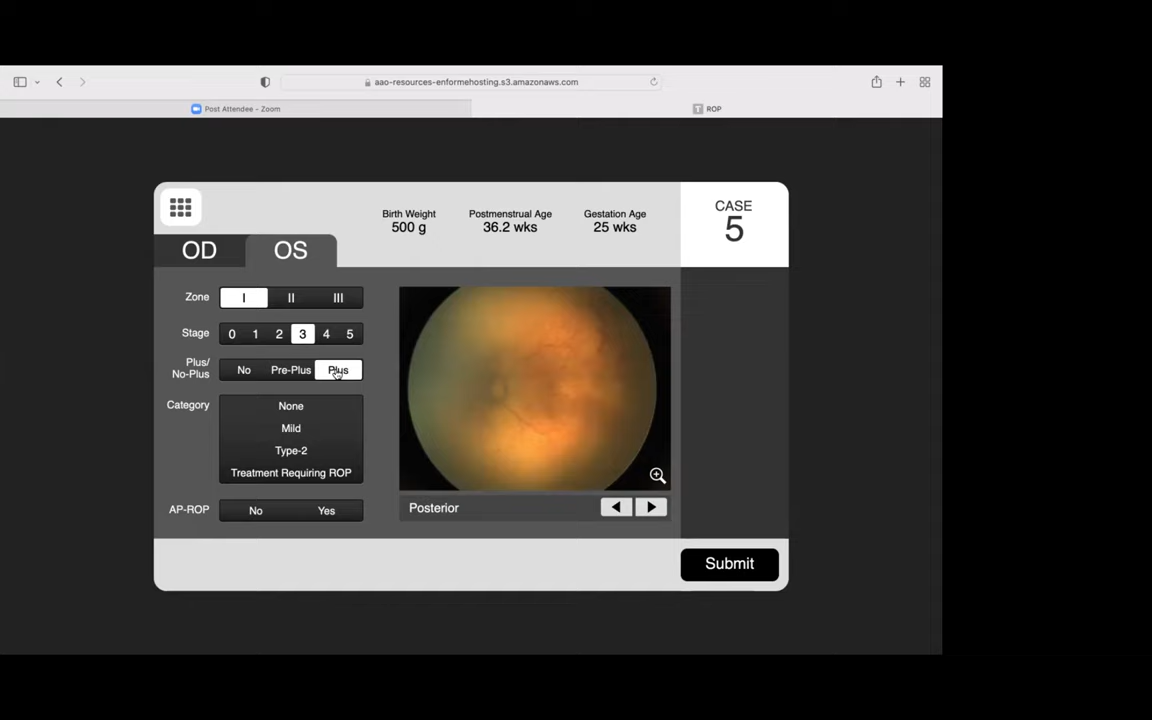 aao-resources-enformehosting.s3.amazonaws.com
Post Attendee - Zoom
T ROP
Birth Weight
500 g
Postmenstrual Age
36.2 wks
Gestation Age
25 wks
CASE
5
OD OS
Zone I II III
Stage 0 1 2 3 4 5
Plus/
No-Plus
No Pre-Plus Plus
Category
None
Mild
Type-2
Treatment Requiring ROP
AP-ROP No Yes
Posterior
Submit